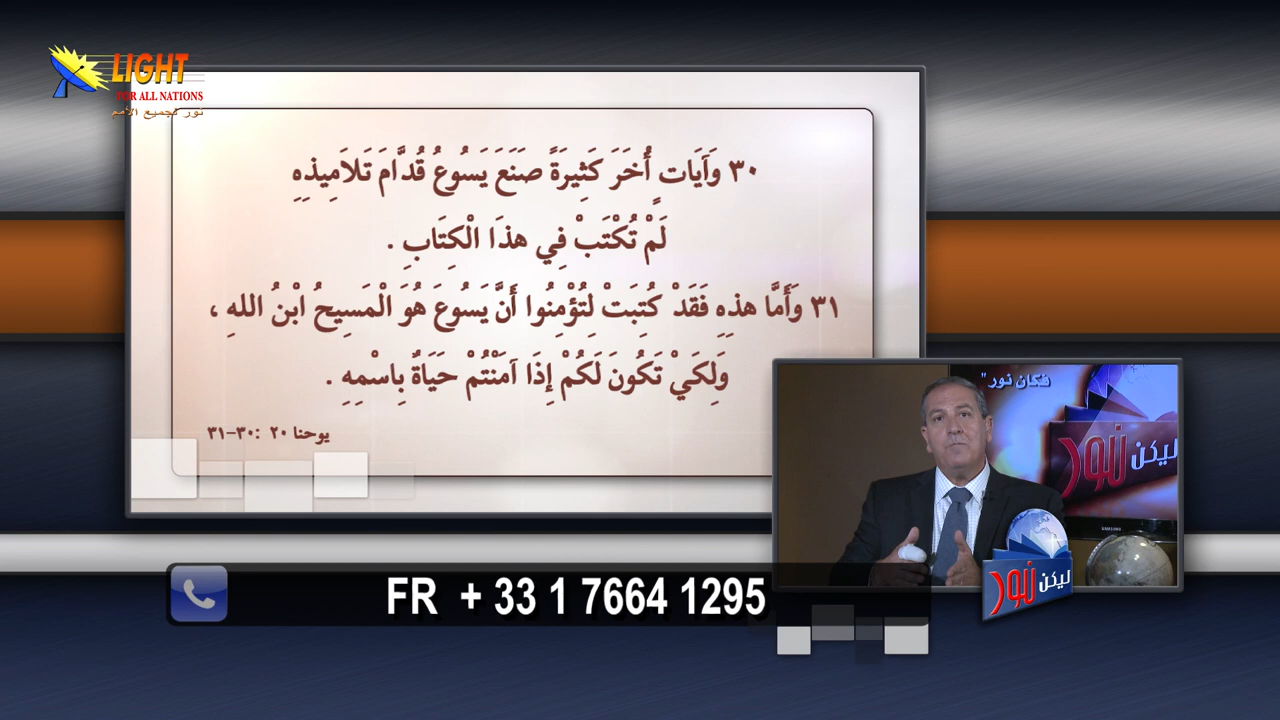 LIGHT
FOR ALL NATIONS
نور لجميع الأمم
٣٠ وَآيَاتٍ أُخَرَ كَثِيرَةً صَنَعَ يَسُوعُ قُدَّامَ تَلاَمِيذِهِ
لَمْ تُكْتَبْ فِي هذَا الْكِتَابِ .
٣١ وَأَمَّا هذِهِ فَقَدْ كُتِبَتْ لِتُؤْمِنُوا أَنَّ يَسُوعَ هُوَ الْمَسِيحُ ابْنُ اللهِ ،
وَلِكَيْ تَكُونَ لَكُمْ إِذَا آمَنْتُمْ حَيَاةٌ بِاسْمِهِ .
يوحنا ٢٠ :٣٠-٣١
فكان نور"
ليكن نور
SAMSUNG
ليكن نور
FR + 33 1 7664 1295